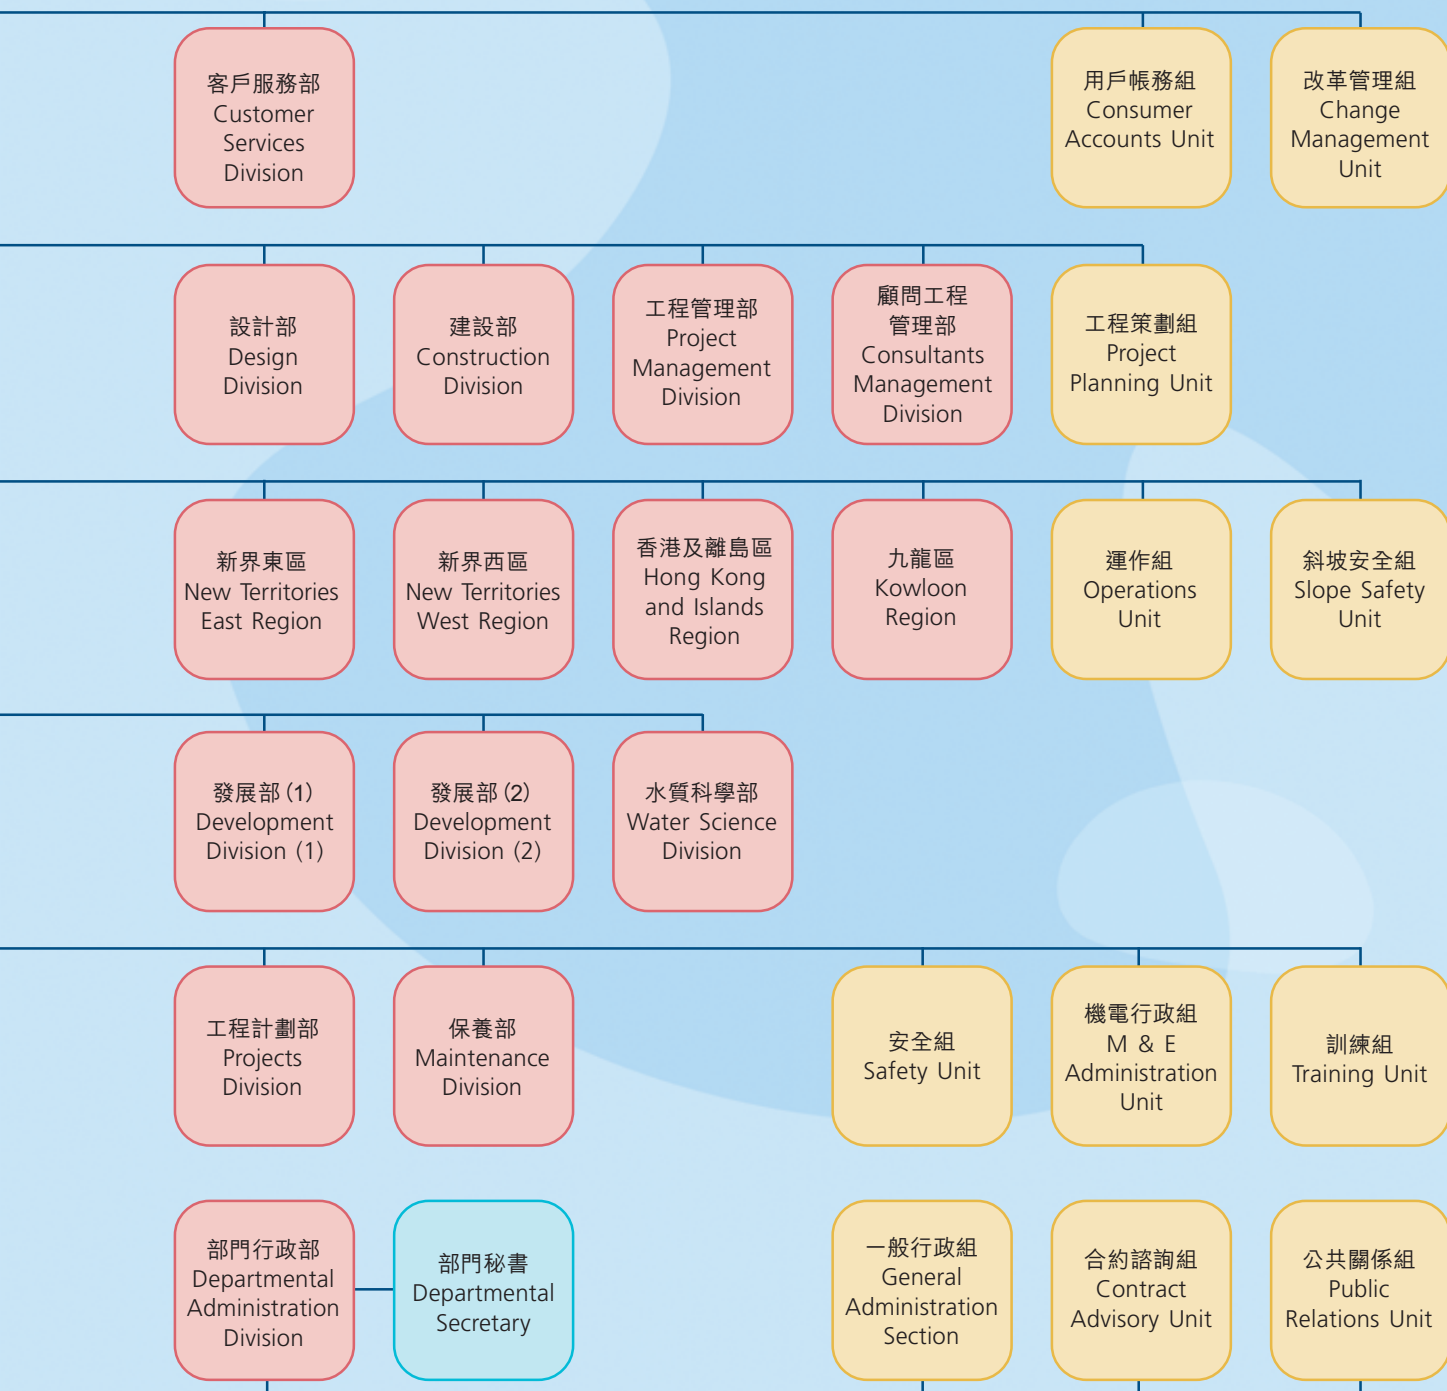 客戶服務部
Customer
Services
Division
用戶帳務組
Consumer
Accounts Unit
改革管理組
Change
Management
Unit
設計部
Design
Division
建設部
Construction
Division
工程管理部
Project
Management
Division
顧問工程
管理部
Consultants
Management
Division
工程策劃組
Project
Planning Unit
新界東區
New Territories
East Region
新界西區
New Territories
West Region
香港及離島區
Hong Kong
and Islands
Region
九龍區
Kowloon
Region
運作組
Operations
Unit
斜坡安全組
Slope Safety
Unit
發展部(1)
Development
Division (1)
發展部(2)
Development
Division (2)
水質科學部
Water Science
Division
工程計劃部
Projects
Division
保養部
Maintenance
Division
安全組
Safety Unit
機電行政組
M & E
Administration
Unit
訓練組
Training Unit
部門行政部
Departmental
Administration
Division
部門秘書
Departmental
Secretary
一般行政組
General
Administration
Section
合約諮詢組
Contract
Advisory Unit
公共關係組
Public
Relations Unit